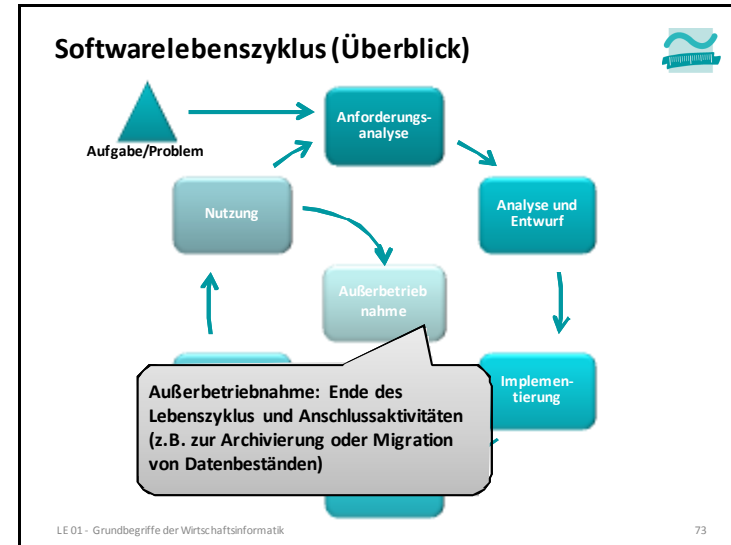 Softwarelebenszyklus (Überblick)
Anforderungs-
analyse
Aufgabe/Problem
Nutzung
Analyse und
Entwurf
Außerbetrieb
nahme
Implemen-
tierung
Außerbetriebnahme: Ende des
Lebenszyklus und Anschlussaktivitäten
(z.B. zur Archivierung oder Migration
von Datenbeständen)
LE 01 - Grundbegriffe der Wirtschaftsinformatik
73